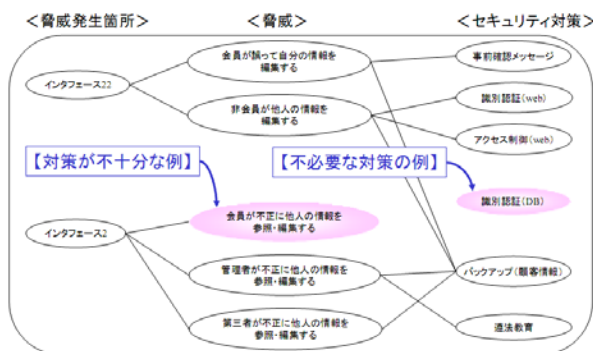 ＜脅威発生箇所＞
＜脅威＞
＜セキュリティ対策＞
会員が誤って自分の情報を
編集する
事前確認メッセージ
インタフェース22
非会員が他人の情報を
編集する
識別認証(web)
アクセス制御(web)
【対策が不十分な例】
【不必要な対策の例】
会員が不正に他人の情報を
参照・編集する
識別認証(DB)
インタフェース2
管理者が不正に他人の情報を
参照・編集する
バックアップ(顧客情報)
第三者が不正に他人の情報を
参照・編集する
遵法教育